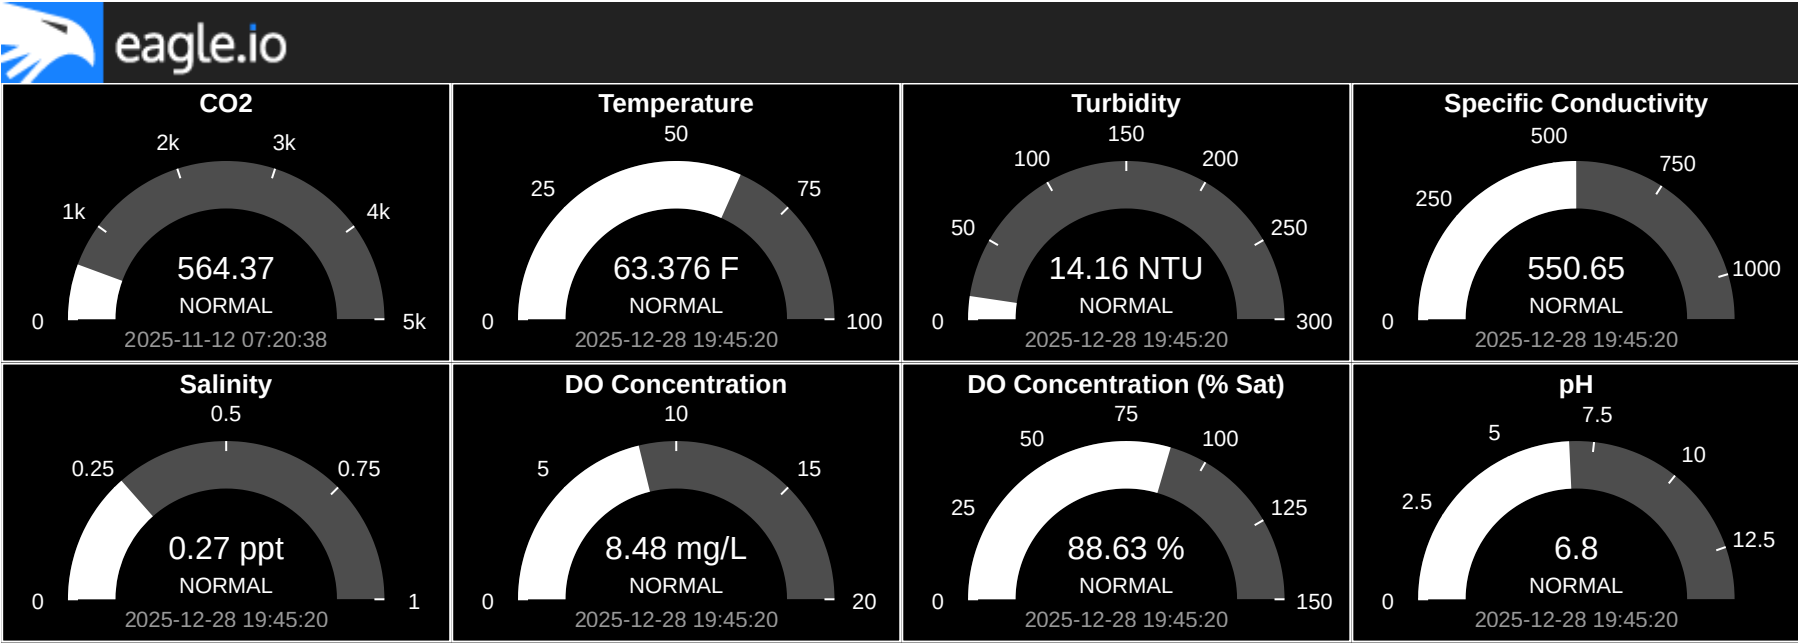 eagle.io
CO2
0
1k
2k
3k
4k
5k
564.37
NORMAL
2025-11-12 07:20:38
Temperature
0
25
50
75
100
63.376 F
NORMAL
2025-12-28 19:45:20
Turbidity
0
50
100
150
200
250
300
14.16 NTU
NORMAL
2025-12-28 19:45:20
Specific Conductivity
0
250
500
750
1000
550.65
NORMAL
2025-12-28 19:45:20
Salinity
0
0.25
0.5
0.75
1
0.27 ppt
NORMAL
2025-12-28 19:45:20
DO Concentration
0
5
10
15
20
8.48 mg/L
NORMAL
2025-12-28 19:45:20
DO Concentration (% Sat)
0
25
50
75
100
125
150
88.63 %
NORMAL
2025-12-28 19:45:20
pH
0
2.5
5
7.5
10
12.5
6.8
NORMAL
2025-12-28 19:45:20